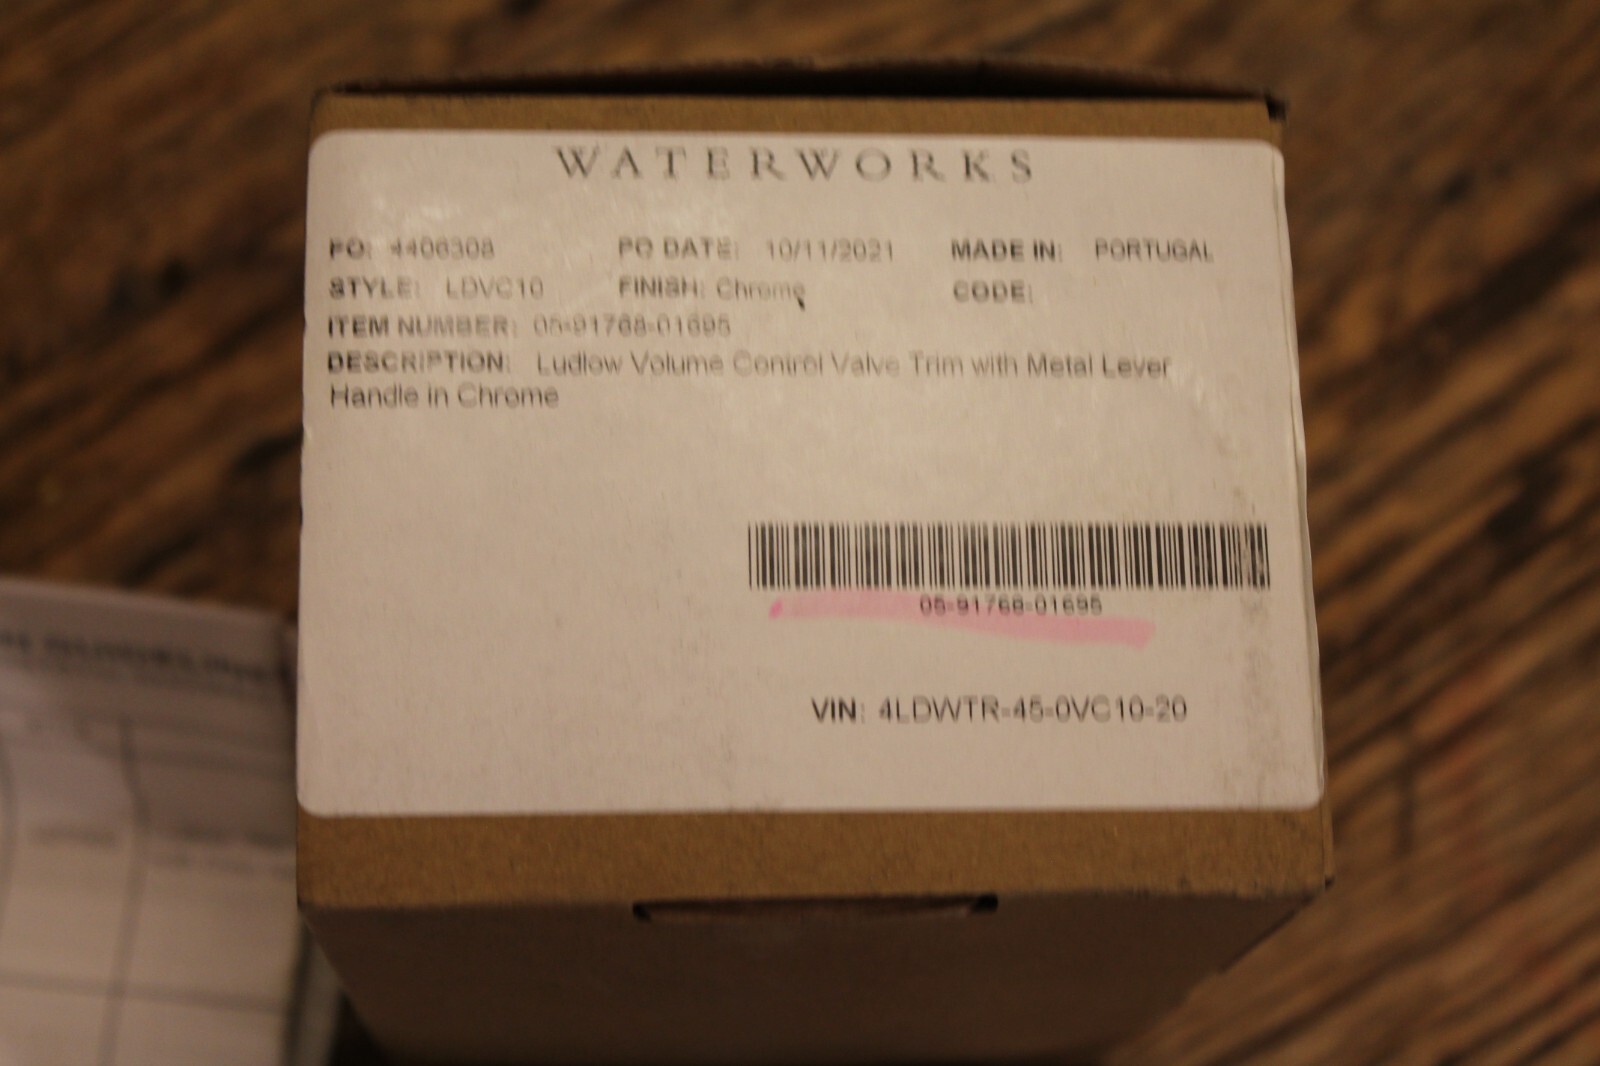 WATERWORKS
PO: 4406308 PO DATE: 10/11/2021 MADE IN: PORTUGAL
STYLE: LDVC10 FINISH: Chrome CODE:
ITEM NUMBER: 05-91768-01695
DESCRIPTION: Ludlow Volume Control Valve Trim with Metal Lever
Handle in Chrome
05-91768-01695
VIN: 4LDWTR-45-0VC10-20